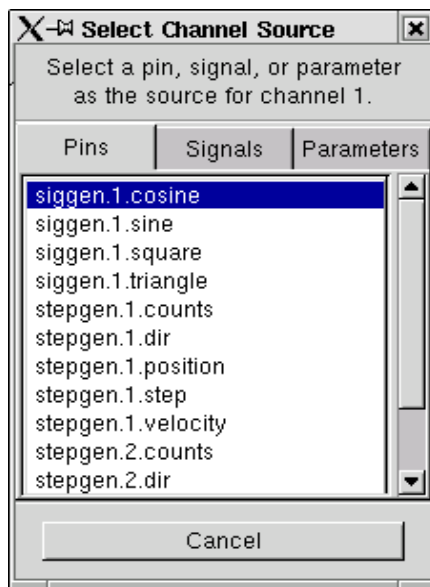 Select Channel Source
Select a pin, signal, or parameter
as the source for channel 1.
Pins Signals Parameters
siggen.1.cosine
siggen.1.sine
siggen.1.square
siggen.1.triangle
stepgen.1.counts
stepgen.1.dir
stepgen.1.position
stepgen.1.step
stepgen.1.velocity
stepgen.2.counts
stepgen.2.dir
Cancel